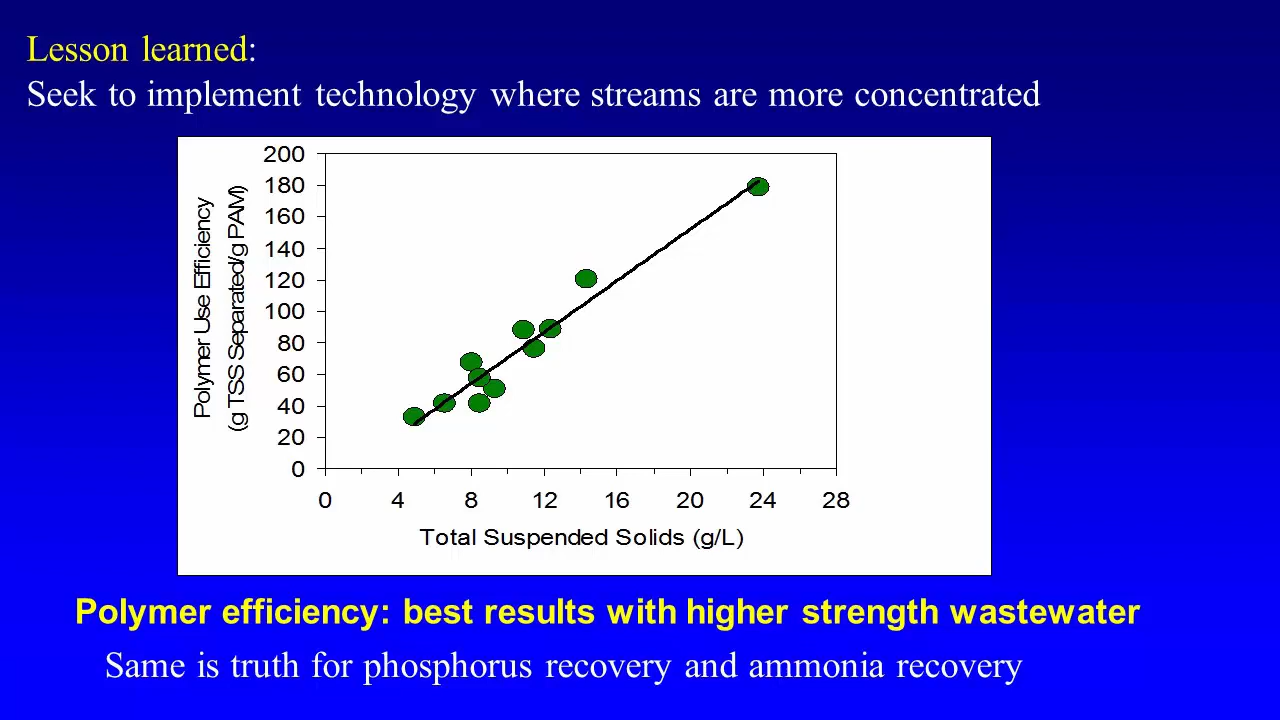 Lesson learned:
Seek to implement technology where streams are more concentrated
200
180
160
140
120
100
80
60
40
20
0
Polymer Use Efficiency
(g TSS Separated/g PAM)
0 4 8 12 16 20 24 28
Total Suspended Solids (g/L)
Polymer efficiency: best results with higher strength wastewater
Same is truth for phosphorus recovery and ammonia recovery